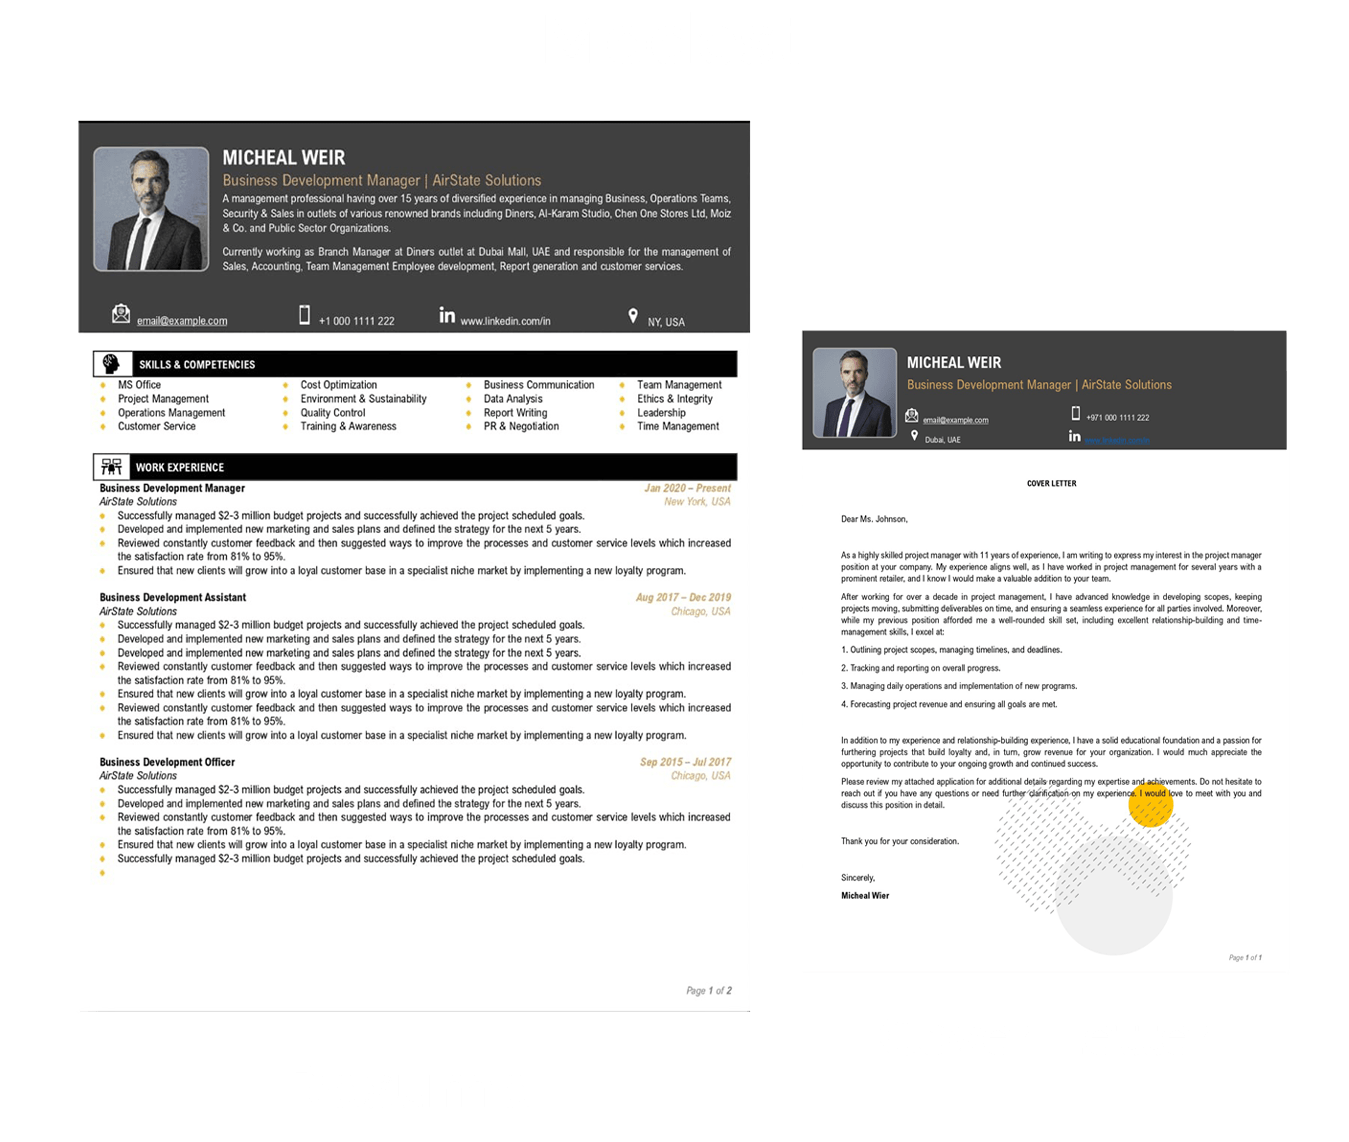 MICHEAL WEIR
Business Development Manager | AirState Solutions
A management professional having over 15 years of diversified experience in managing Business, Operations Teams,
Security & Sales in outlets of various renowned brands including Diners, Al-Karam Studio, Chen One Stores Ltd, Moiz
& Co. and Public Sector Organizations.
Currently working as Branch Manager at Diners outlet at Dubai Mall, UAE and responsible for the management of
Sales, Accounting, Team Management Employee development, Report generation and customer services.
email@example.com +1 000 1111 222 www.linkedin.com/in NY, USA
SKILLS & COMPETENCIES
MS Office Cost Optimization Business Communication Team Management
Project Management Environment & Sustainability Data Analysis Ethics & Integrity
Operations Management Quality Control Report Writing Leadership
Customer Service Training & Awareness PR & Negotiation Time Management
WORK EXPERIENCE
Business Development Manager Jan 2020 – Present
AirState Solutions New York, USA
Successfully managed $2-3 million budget projects and successfully achieved the project scheduled goals.
Developed and implemented new marketing and sales plans and defined the strategy for the next 5 years.
Reviewed constantly customer feedback and then suggested ways to improve the processes and customer service levels which increased
the satisfaction rate from 81% to 95%.
Ensured that new clients will grow into a loyal customer base in a specialist niche market by implementing a new loyalty program.
Business Development Assistant Aug 2017 – Dec 2019
AirState Solutions Chicago, USA
Successfully managed $2-3 million budget projects and successfully achieved the project scheduled goals.
Developed and implemented new marketing and sales plans and defined the strategy for the next 5 years.
Developed and implemented new marketing and sales plans and defined the strategy for the next 5 years.
Reviewed constantly customer feedback and then suggested ways to improve the processes and customer service levels which increased
the satisfaction rate from 81% to 95%.
Ensured that new clients will grow into a loyal customer base in a specialist niche market by implementing a new loyalty program.
Reviewed constantly customer feedback and then suggested ways to improve the processes and customer service levels which increased
the satisfaction rate from 81% to 95%.
Ensured that new clients will grow into a loyal customer base in a specialist niche market by implementing a new loyalty program.
Business Development Officer Sep 2015 – Jul 2017
AirState Solutions Chicago, USA
Successfully managed $2-3 million budget projects and successfully achieved the project scheduled goals.
Developed and implemented new marketing and sales plans and defined the strategy for the next 5 years.
Reviewed constantly customer feedback and then suggested ways to improve the processes and customer service levels which increased
the satisfaction rate from 81% to 95%.
Ensured that new clients will grow into a loyal customer base in a specialist niche market by implementing a new loyalty program.
Successfully managed $2-3 million budget projects and successfully achieved the project scheduled goals.
Page 1 of 2
MICHEAL WEIR
Business Development Manager | AirState Solutions
email@example.com +971 000 1111 222
Dubai, UAE
COVER LETTER
Dear Ms. Johnson,
As a highly skilled project manager with 11 years of experience, I am writing to express my interest in the project manager
position at your company. My experience aligns well, as I have worked in project management for several years with a
prominent retailer, and I know I would make a valuable addition to your team.
After working for over a decade in project management, I have advanced knowledge in developing scopes, keeping
projects moving, submitting deliverables on time, and ensuring a seamless experience for all parties involved. Moreover,
while my previous position afforded me a well-rounded skill set, including excellent relationship-building and time-
management skills, I excel at:
1. Outlining project scopes, managing timelines, and deadlines.
2. Tracking and reporting on overall progress.
3. Managing daily operations and implementation of new programs.
4. Forecasting project revenue and ensuring all goals are met.
In addition to my experience and relationship-building experience, I have a solid educational foundation and a passion for
furthering projects that build loyalty and, in turn, grow revenue for your organization. I would much appreciate the
opportunity to contribute to your ongoing growth and continued success.
Please review my attached application for additional details regarding my expertise and achievements. Do not hesitate to
reach out if you have any questions or need further clarification on my experience. I would love to meet with you and
discuss this position in detail.
Thank you for your consideration.
Sincerely,
Micheal Wier
Page 1 of 1